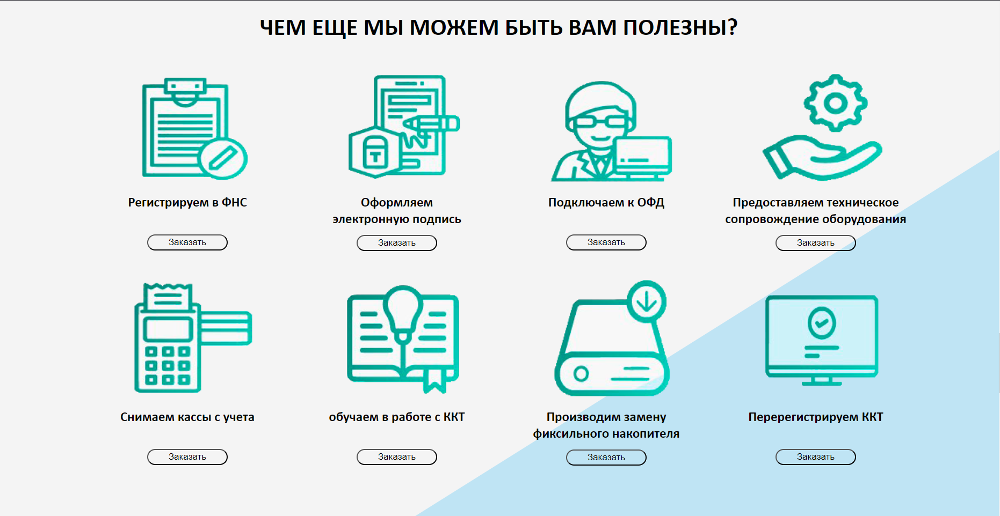 ЧЕМ ЕЩЕ МЫ МОЖЕМ БЫТЬ ВАМ ПОЛЕЗНЫ?
Регистрируем в ФНС
Заказать
Оформляем
электронную подпись
Заказать
Подключаем к ОФД
Заказать
Предоставляем техническое
сопровождение оборудования
Заказать
Снимаем кассы с учета
Заказать
обучаем в работе с ККТ
Заказать
Производим замену
фиксильного накопителя
Заказать
Перерегистрируем ККТ
Заказать